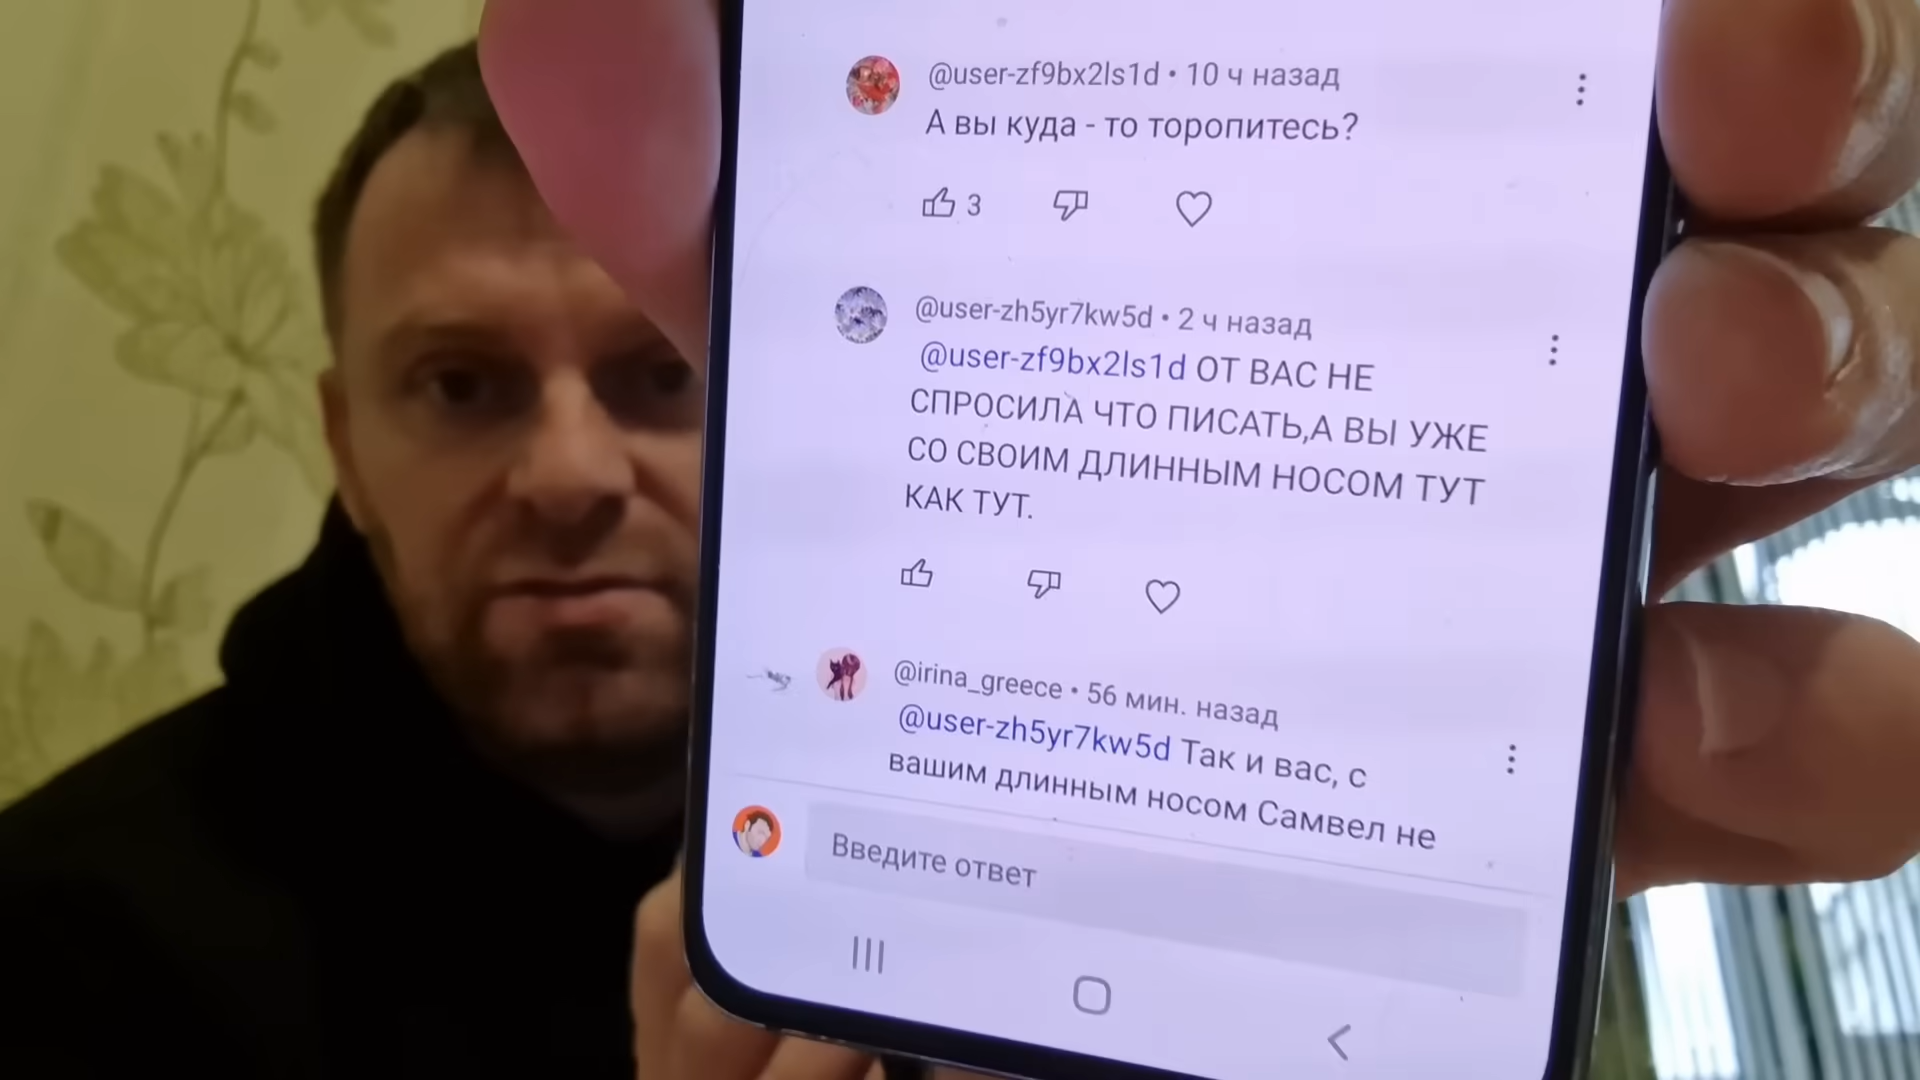 @user-zf9bx2ls1d • 10 ч назад
А вы куда - то торопитесь?
3
@user-zh5yr7kw5d • 2 ч назад
@user-zf9bx2ls1d ОТ ВАС НЕ
СПРОСИЛА ЧТО ПИСАТЬ,А ВЫ УЖЕ
СО СВОИМ ДЛИННЫМ НОСОМ ТУТ
КАК ТУТ.
@irina_greece • 56 мин. назад
@user-zh5yr7kw5d Так и вас, с
вашим длинным носом Самвел не
Введите ответ